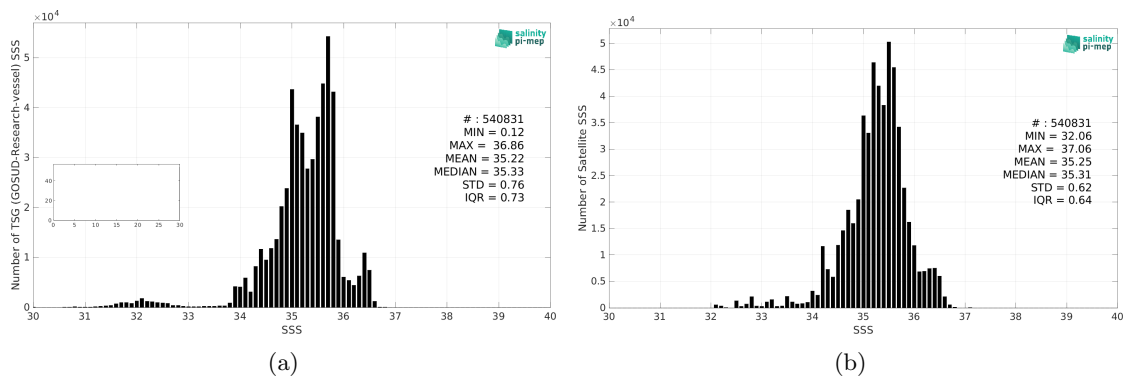 ×10⁴
5
4
3
2
1
0
Number of TSG (GOSUD-Research-vessel) SSS
salinity
pi-mep
# : 540831
MIN = 0.12
MAX = 36.86
MEAN = 35.22
MEDIAN = 35.33
STD = 0.76
IQR = 0.73
40
20
0
0 5 10 15 20 25 30
30 31 32 33 34 35 36 37 38 39 40
SSS
(a)
×10⁴
5
4.5
4
3.5
3
2.5
2
1.5
1
0.5
0
Number of Satellite SSS
salinity
pi-mep
# : 540831
MIN = 32.06
MAX = 37.06
MEAN = 35.25
MEDIAN = 35.31
STD = 0.62
IQR = 0.64
30 31 32 33 34 35 36 37 38 39 40
SSS
(b)